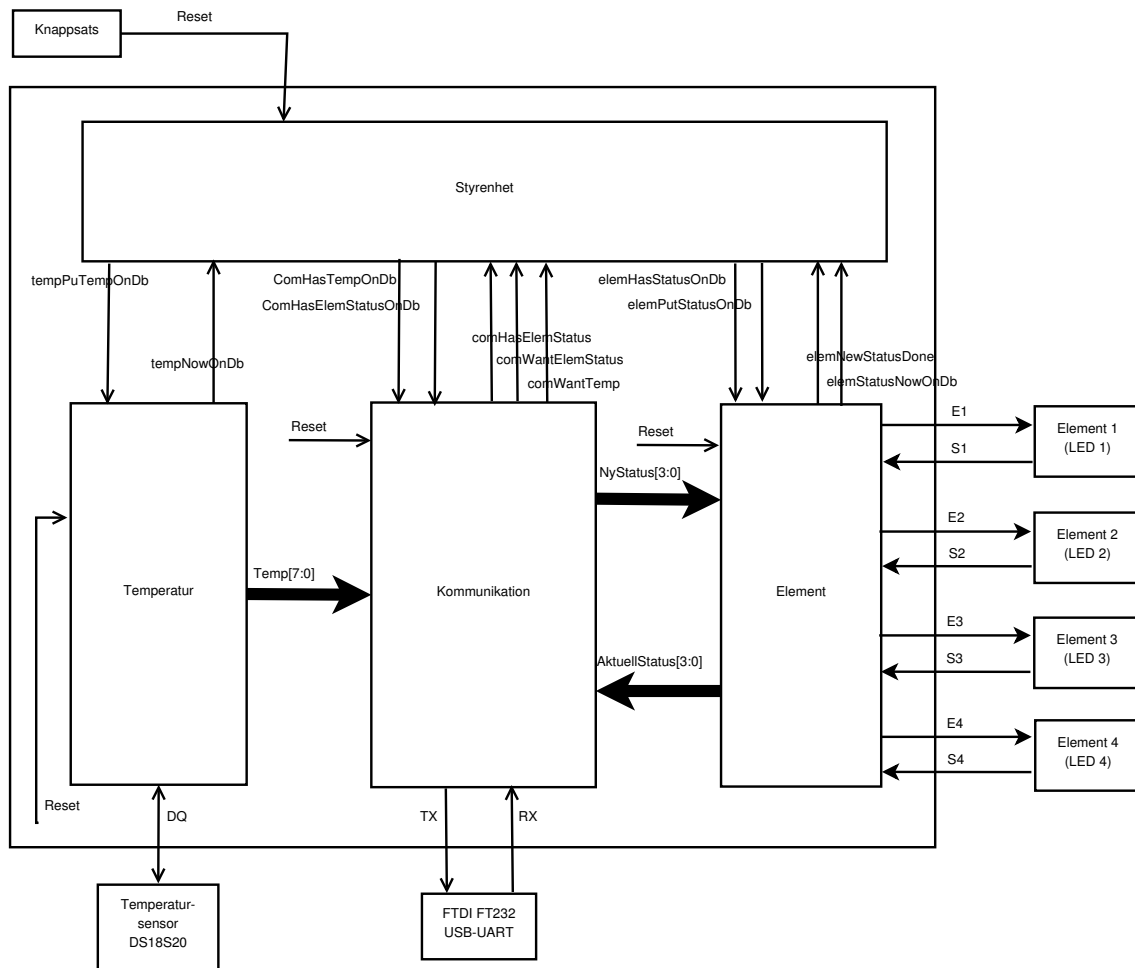 Reset
Knappsats
Styrenhet
tempPuTempOnDb
ComHasTempOnDb
elemHasStatusOnDb
ComHasElemStatusOnDb
elemPutStatusOnDb
comHasElemStatus
tempNowOnDb
comWantElemStatus
elemNewStatusDone
comWantTemp
elemStatusNowOnDb
Reset
Reset
E1
Element 1
(LED 1)
S1
NyStatus[3:0]
E2
Element 2
(LED 2)
S2
Temp[7:0]
Temperatur
Kommunikation
Element
E3
Element 3
(LED 3)
S3
AktuellStatus[3:0]
E4
Element 4
(LED 4)
S4
Reset
DQ
TX
RX
Temperatur-
sensor
DS18S20
FTDI FT232
USB-UART